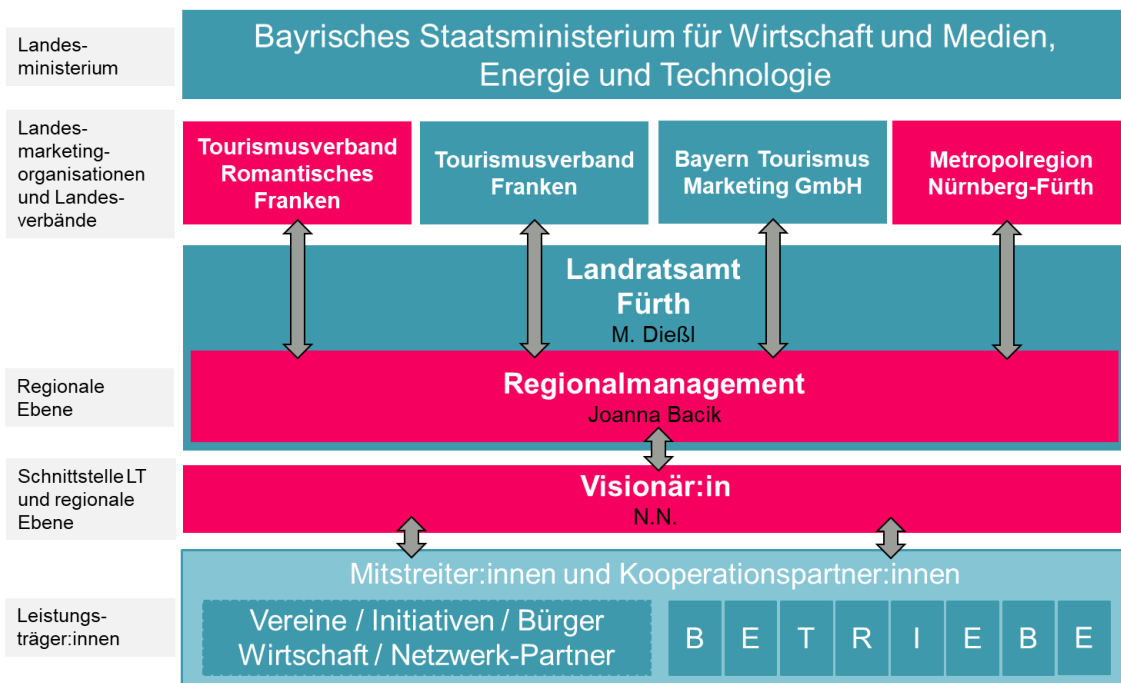 Landes-
ministerium
Bayrisches Staatsministerium für Wirtschaft und Medien,
Energie und Technologie
Landes-
marketing-
organisationen
und Landes-
verbände
Tourismusverband
Romantisches
Franken
Tourismusverband
Franken
Bayern Tourismus
Marketing GmbH
Metropolregion
Nürnberg-Fürth
Landratsamt
Fürth
M. Dießl
Regionale
Ebene
Regionalmanagement
Joanna Bacik
Schnittstelle LT
und regionale
Ebene
Visionär:in
N.N.
Mitstreiter:innen und Kooperationspartner:innen
Leistungs-
träger:innen
Vereine / Initiativen / Bürger
Wirtschaft / Netzwerk-Partner
B E T R I E B E